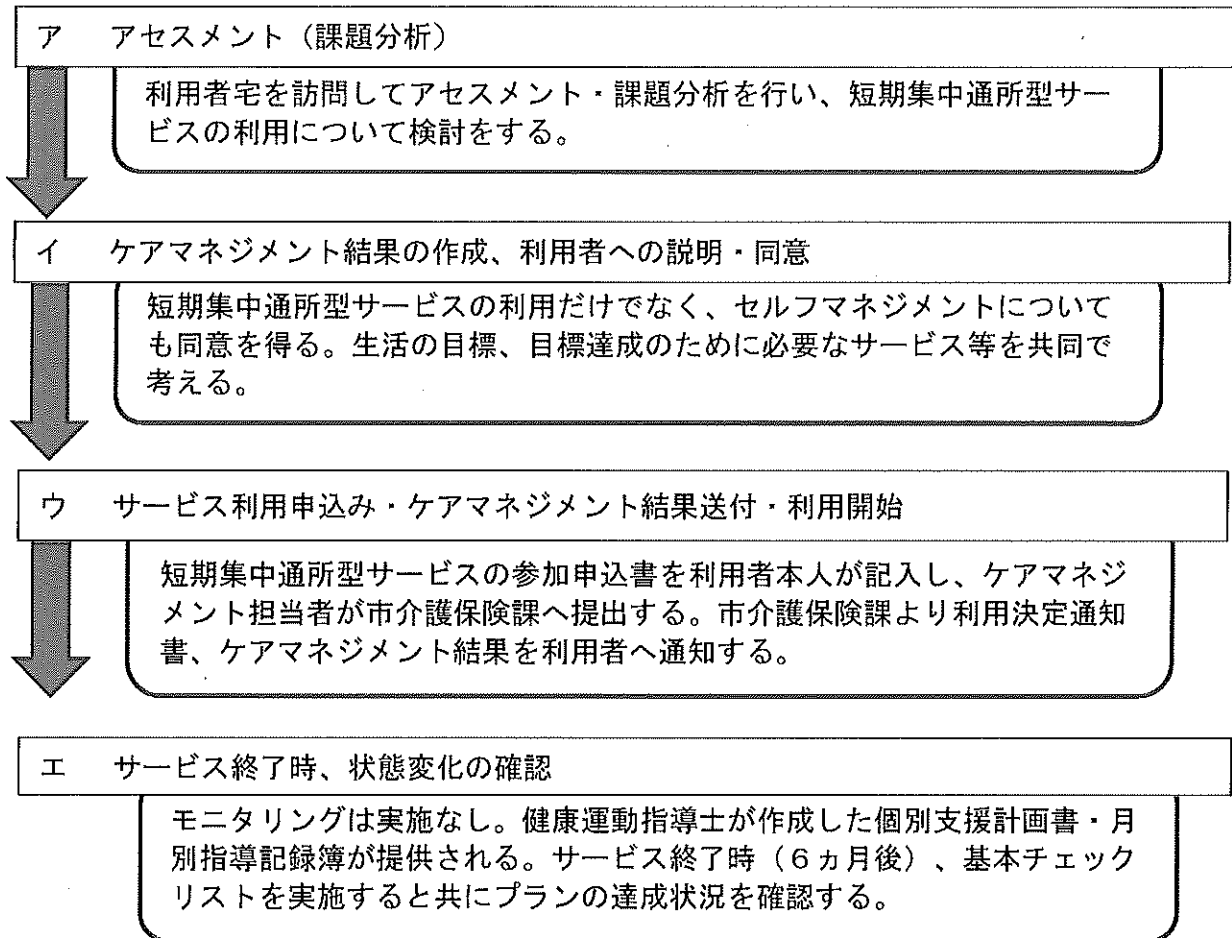 ア アセスメント（課題分析）
利用者宅を訪問してアセスメント・課題分析を行い、短期集中通所型サー
ビスの利用について検討をする。
イ ケアマネジメント結果の作成、利用者への説明・同意
短期集中通所型サービスの利用だけでなく、セルフマネジメントについて
も同意を得る。生活の目標、目標達成のために必要なサービス等を共同で
考える。
ウ サービス利用申込み・ケアマネジメント結果送付・利用開始
短期集中通所型サービスの参加申込書を利用者本人が記入し、ケアマネジ
メント担当者が市介護保険課へ提出する。市介護保険課より利用決定通知
書、ケアマネジメント結果を利用者へ通知する。
エ サービス終了時、状態変化の確認
モニタリングは実施なし。健康運動指導士が作成した個別支援計画書・月
別指導記録簿が提供される。サービス終了時（６ヵ月後）、基本チェック
リストを実施すると共にプランの達成状況を確認する。